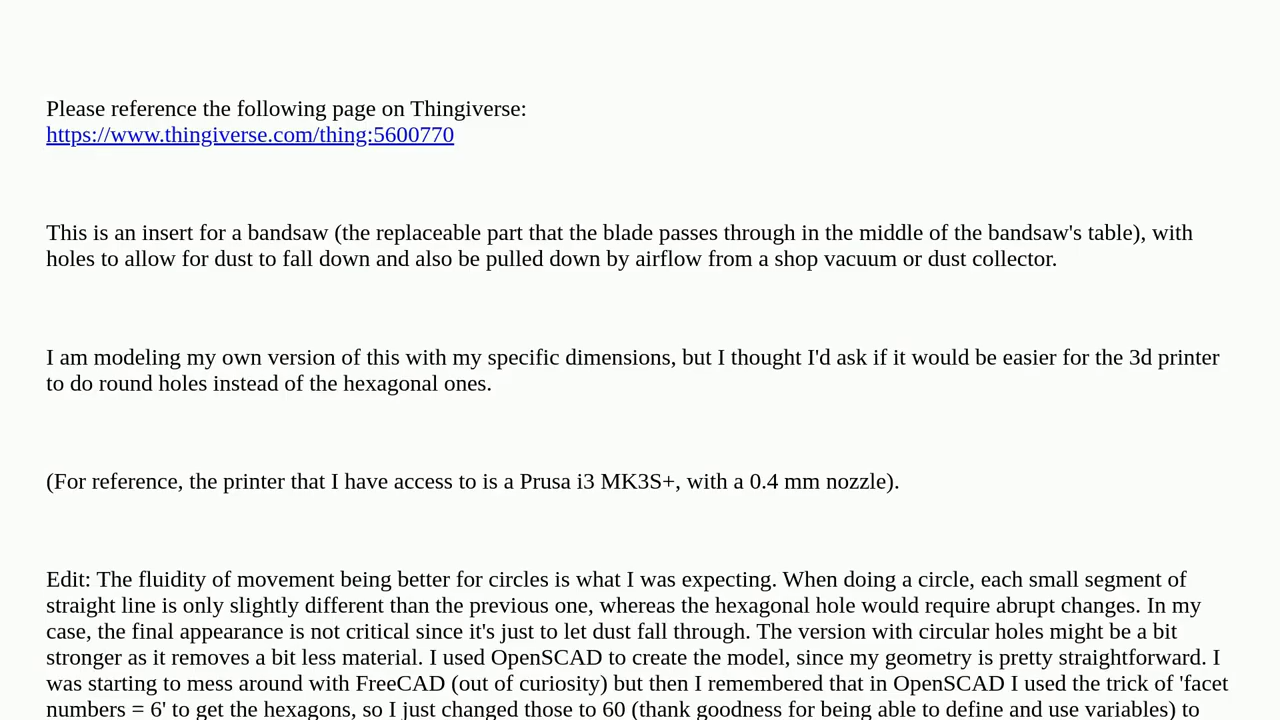 Please reference the following page on Thingiverse:
https://www.thingiverse.com/thing:5600770
This is an insert for a bandsaw (the replaceable part that the blade passes through in the middle of the bandsaw's table), with
holes to allow for dust to fall down and also be pulled down by airflow from a shop vacuum or dust collector.
I am modeling my own version of this with my specific dimensions, but I thought I'd ask if it would be easier for the 3d printer
to do round holes instead of the hexagonal ones.
(For reference, the printer that I have access to is a Prusa i3 MK3S+, with a 0.4 mm nozzle).
Edit: The fluidity of movement being better for circles is what I was expecting. When doing a circle, each small segment of
straight line is only slightly different than the previous one, whereas the hexagonal hole would require abrupt changes. In my
case, the final appearance is not critical since it's just to let dust fall through. The version with circular holes might be a bit
stronger as it removes a bit less material. I used OpenSCAD to create the model, since my geometry is pretty straightforward. I
was starting to mess around with FreeCAD (out of curiosity) but then I remembered that in OpenSCAD I used the trick of 'facet
numbers = 6' to get the hexagons, so I just changed those to 60 (thank goodness for being able to define and use variables) to